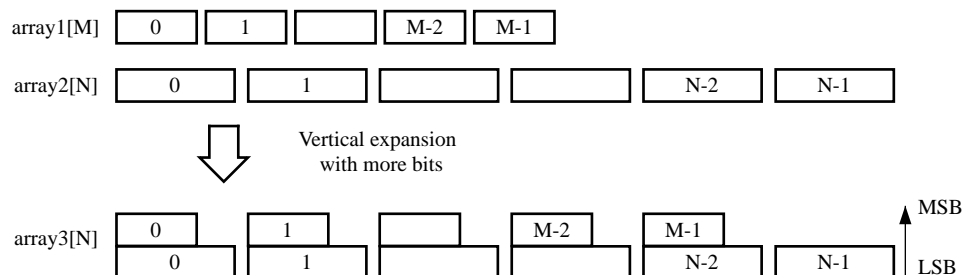 array1[M] 0 1 M-2 M-1
array2[N] 0 1 N-2 N-1
Vertical expansion
with more bits
MSB
array3[N] 0 1 M-2 M-1
0 1 N-2 N-1
LSB